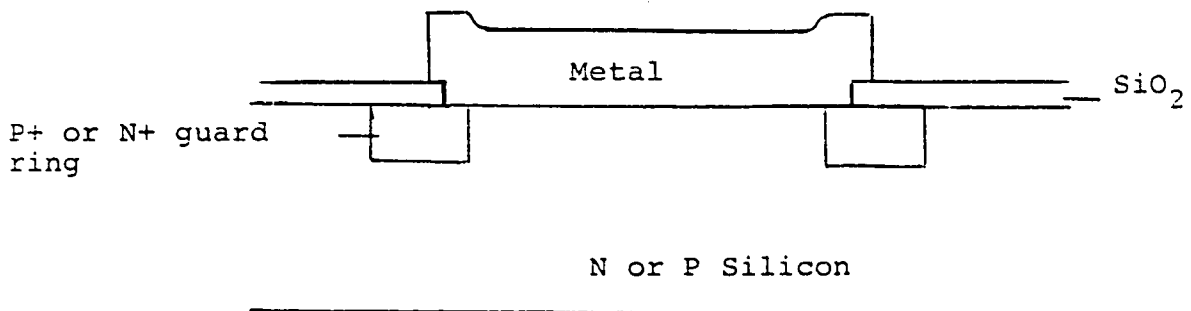 Metal
SiO₂
P+ or N+ guard
ring
N or P Silicon